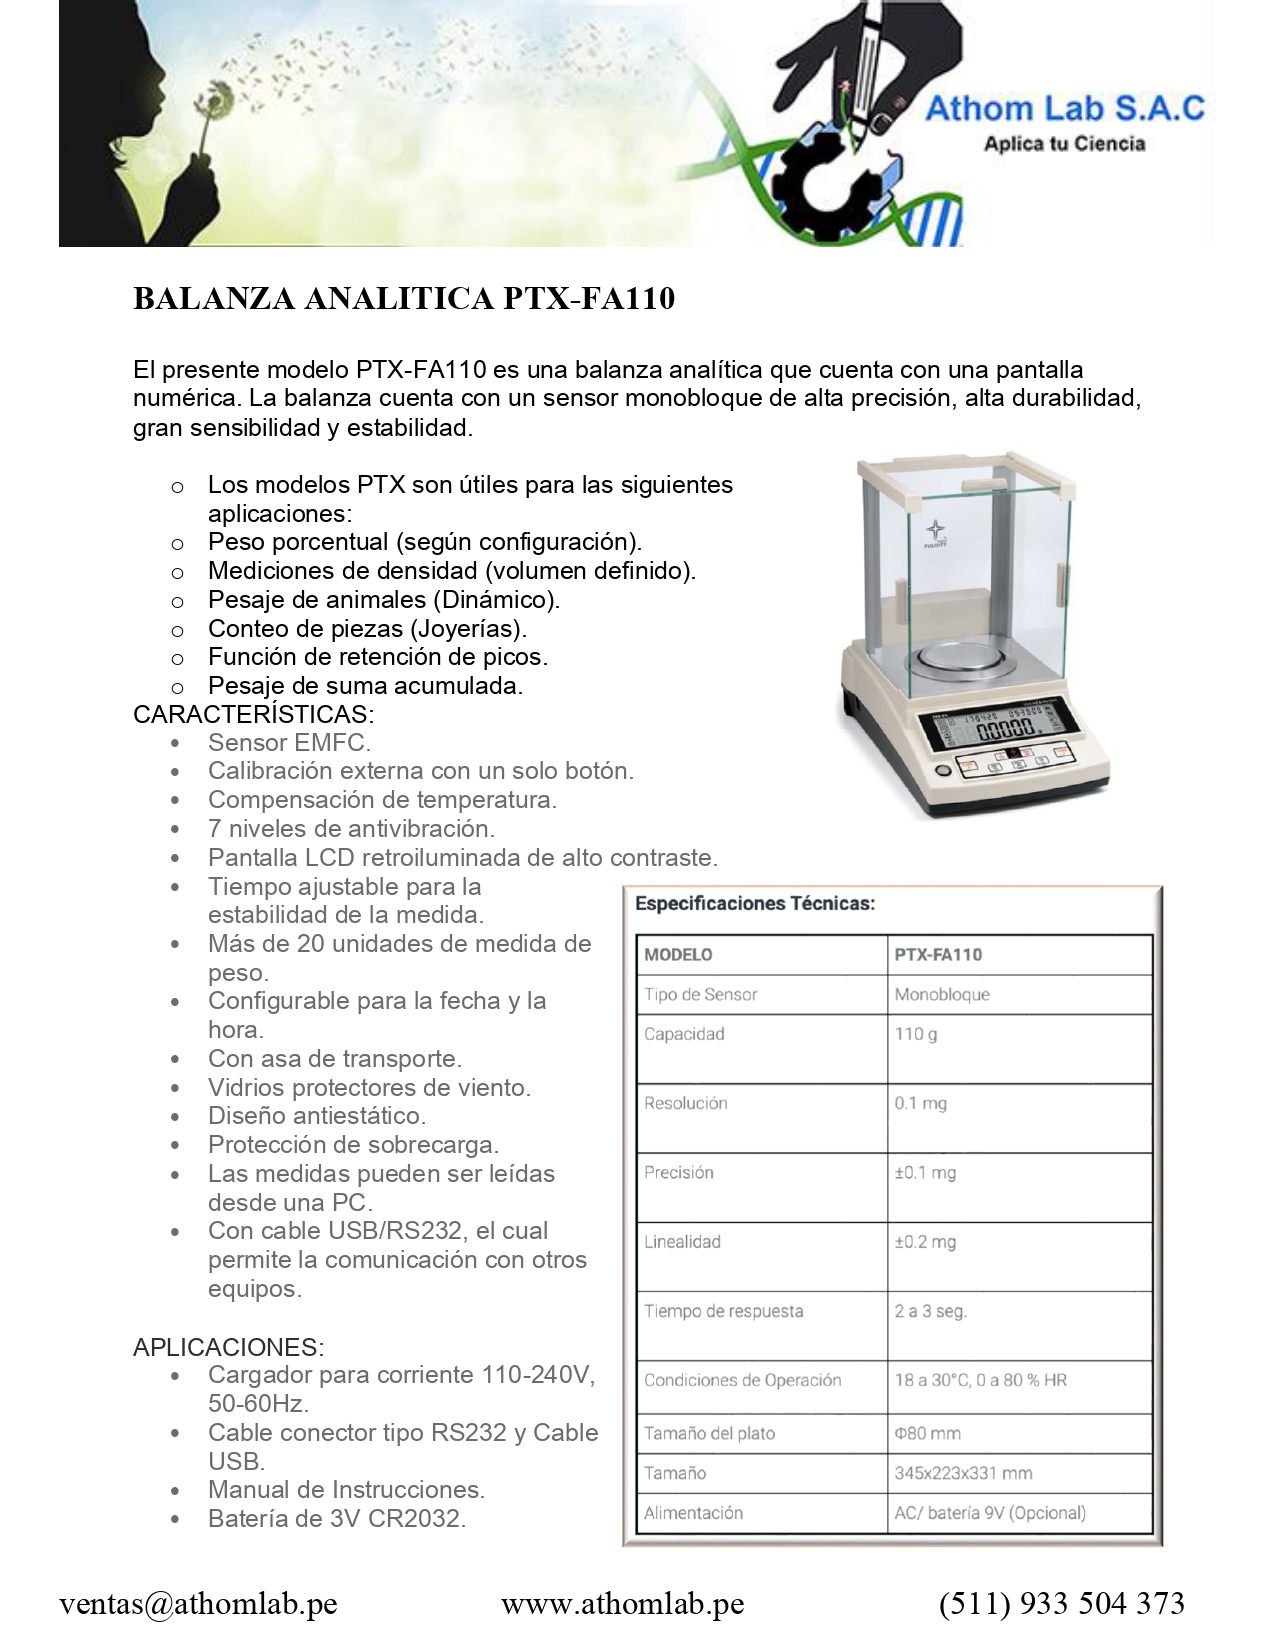 Athom Lab S.A.C
Aplica tu Ciencia
BALANZA ANALITICA PTX-FA110
El presente modelo PTX-FA110 es una balanza analítica que cuenta con una pantalla
numérica. La balanza cuenta con un sensor monobloque de alta precisión, alta durabilidad,
gran sensibilidad y estabilidad.
o Los modelos PTX son útiles para las siguientes
aplicaciones:
o Peso porcentual (según configuración).
o Mediciones de densidad (volumen definido).
o Pesaje de animales (Dinámico).
o Conteo de piezas (Joyerías).
o Función de retención de picos.
o Pesaje de suma acumulada.
0.0000
CARACTERÍSTICAS:
• Sensor EMFC.
• Calibración externa con un solo botón.
• Compensación de temperatura.
• 7 niveles de antivibración.
• Pantalla LCD retroiluminada de alto contraste.
• Tiempo ajustable para la
estabilidad de la medida.
• Más de 20 unidades de medida de
peso.
• Configurable para la fecha y la
hora.
• Con asa de transporte.
• Vidrios protectores de viento.
• Diseño antiestático.
• Protección de sobrecarga.
• Las medidas pueden ser leídas
desde una PC.
• Con cable USB/RS232, el cual
permite la comunicación con otros
equipos.
APLICACIONES:
• Cargador para corriente 110-240V,
50-60Hz.
• Cable conector tipo RS232 y Cable
USB.
• Manual de Instrucciones.
• Batería de 3V CR2032.
Especificaciones Técnicas:
MODELO PTX-FA110
Tipo de Sensor Monobloque
Capacidad 110 g
Resolución 0.1 mg
Precisión ±0.1 mg
Linealidad ±0.2 mg
Tiempo de respuesta 2 a 3 seg.
Condiciones de Operación 18 a 30°C, 0 a 80 % HR
Tamaño del plato Φ80 mm
Tamaño 345x223x331 mm
Alimentación AC/ batería 9V (Opcional)
ventas@athomlab.pe www.athomlab.pe (511) 933 504 373